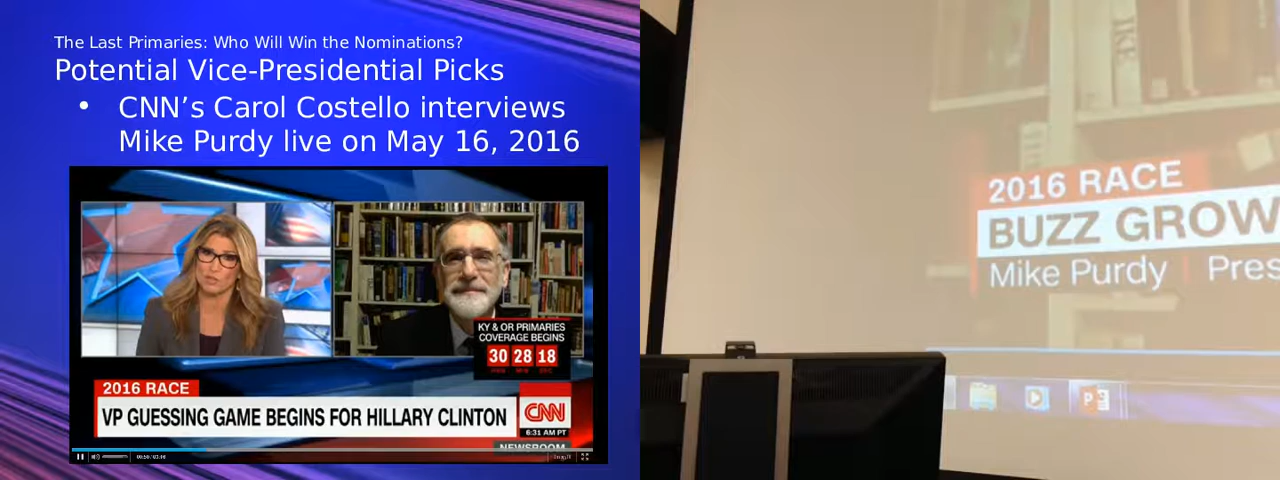 The Last Primaries: Who Will Win the Nominations?
Potential Vice-Presidential Picks
• CNN’s Carol Costello interviews
Mike Purdy live on May 16, 2016
KY & OR PRIMARIES
COVERAGE BEGINS
30 28 18
2016 RACE
VP GUESSING GAME BEGINS FOR HILLARY CLINTON
CNN
6:31 AM PT
NEWSROOM
IKE
2016 RACE
BUZZ GROW
Mike Purdy Pres